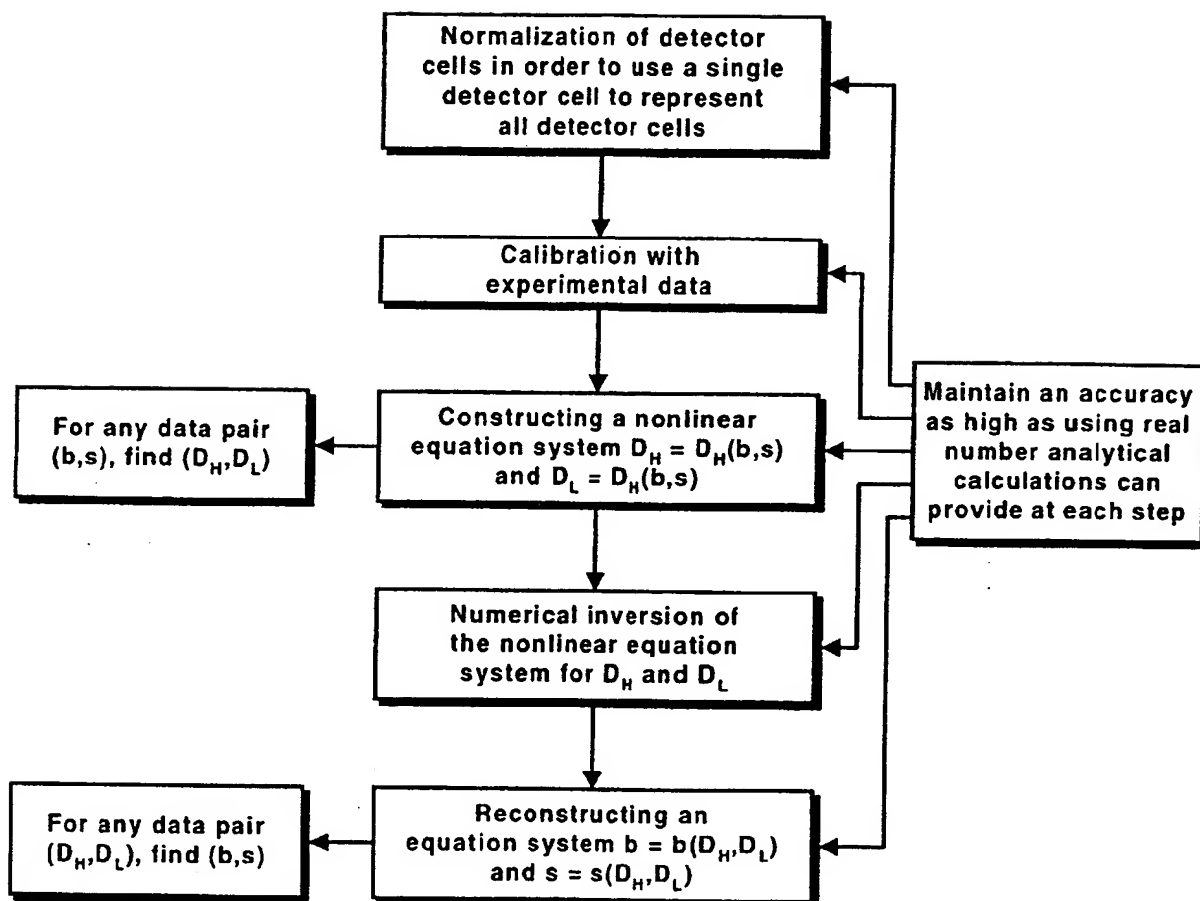 Normalization of detector
cells in order to use a single
detector cell to represent
all detector cells
Calibration with
experimental data
For any data pair
(b,s), find (D_H,D_L)
Constructing a nonlinear
equation system D_H = D_H(b,s)
and D_L = D_H(b,s)
Maintain an accuracy
as high as using real
number analytical
calculations can
provide at each step
Numerical inversion of
the nonlinear equation
system for D_H and D_L
For any data pair
(D_H,D_L), find (b,s)
Reconstructing an
equation system b = b(D_H,D_L)
and s = s(D_H,D_L)